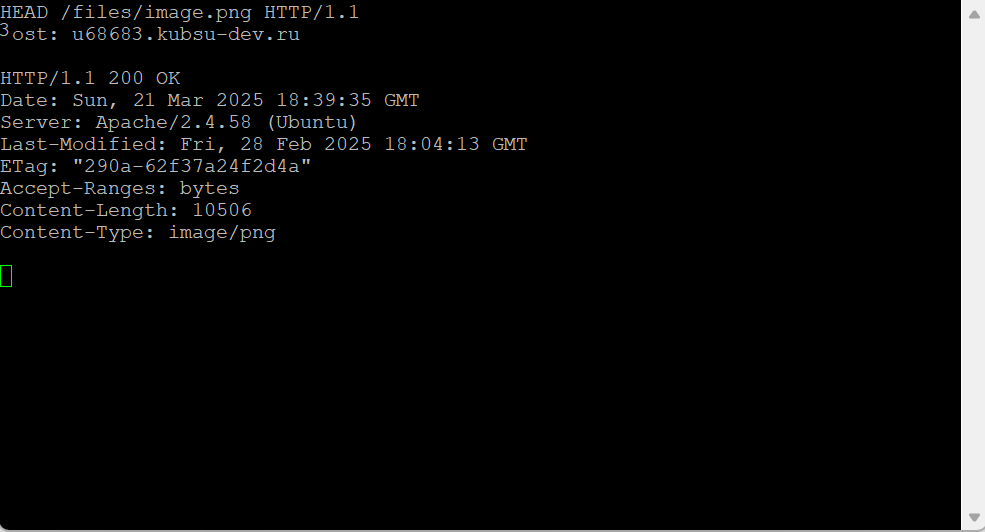 HEAD /files/image.png HTTP/1.1
3ost: u68683.kubsu-dev.ru
HTTP/1.1 200 OK
Date: Sun, 21 Mar 2025 18:39:35 GMT
Server: Apache/2.4.58 (Ubuntu)
Last-Modified: Fri, 28 Feb 2025 18:04:13 GMT
ETag: "290a-62f37a24f2d4a"
Accept-Ranges: bytes
Content-Length: 10506
Content-Type: image/png